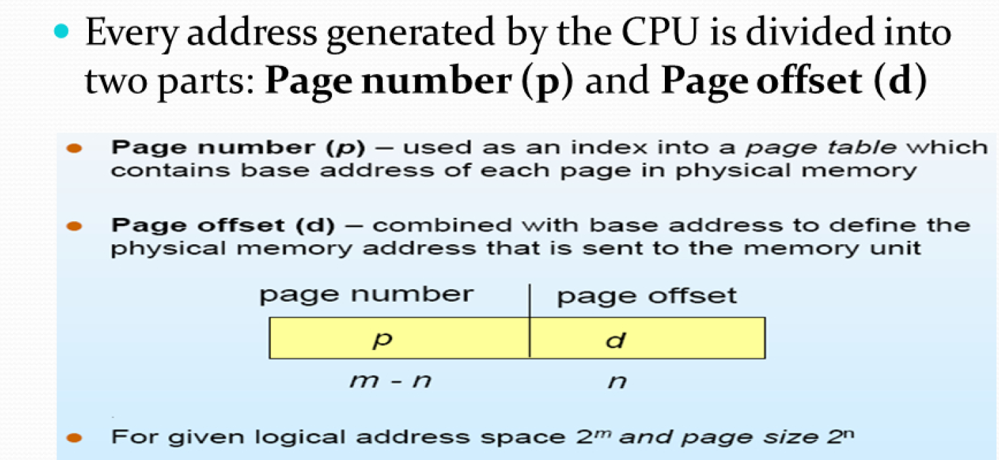 • Every address generated by the CPU is divided into
two parts: Page number (p) and Page offset (d)
• Page number (p) – used as an index into a page table which
contains base address of each page in physical memory
• Page offset (d) – combined with base address to define the
physical memory address that is sent to the memory unit
page number page offset
p d
m - n n
• For given logical address space 2ᵐ and page size 2ⁿ